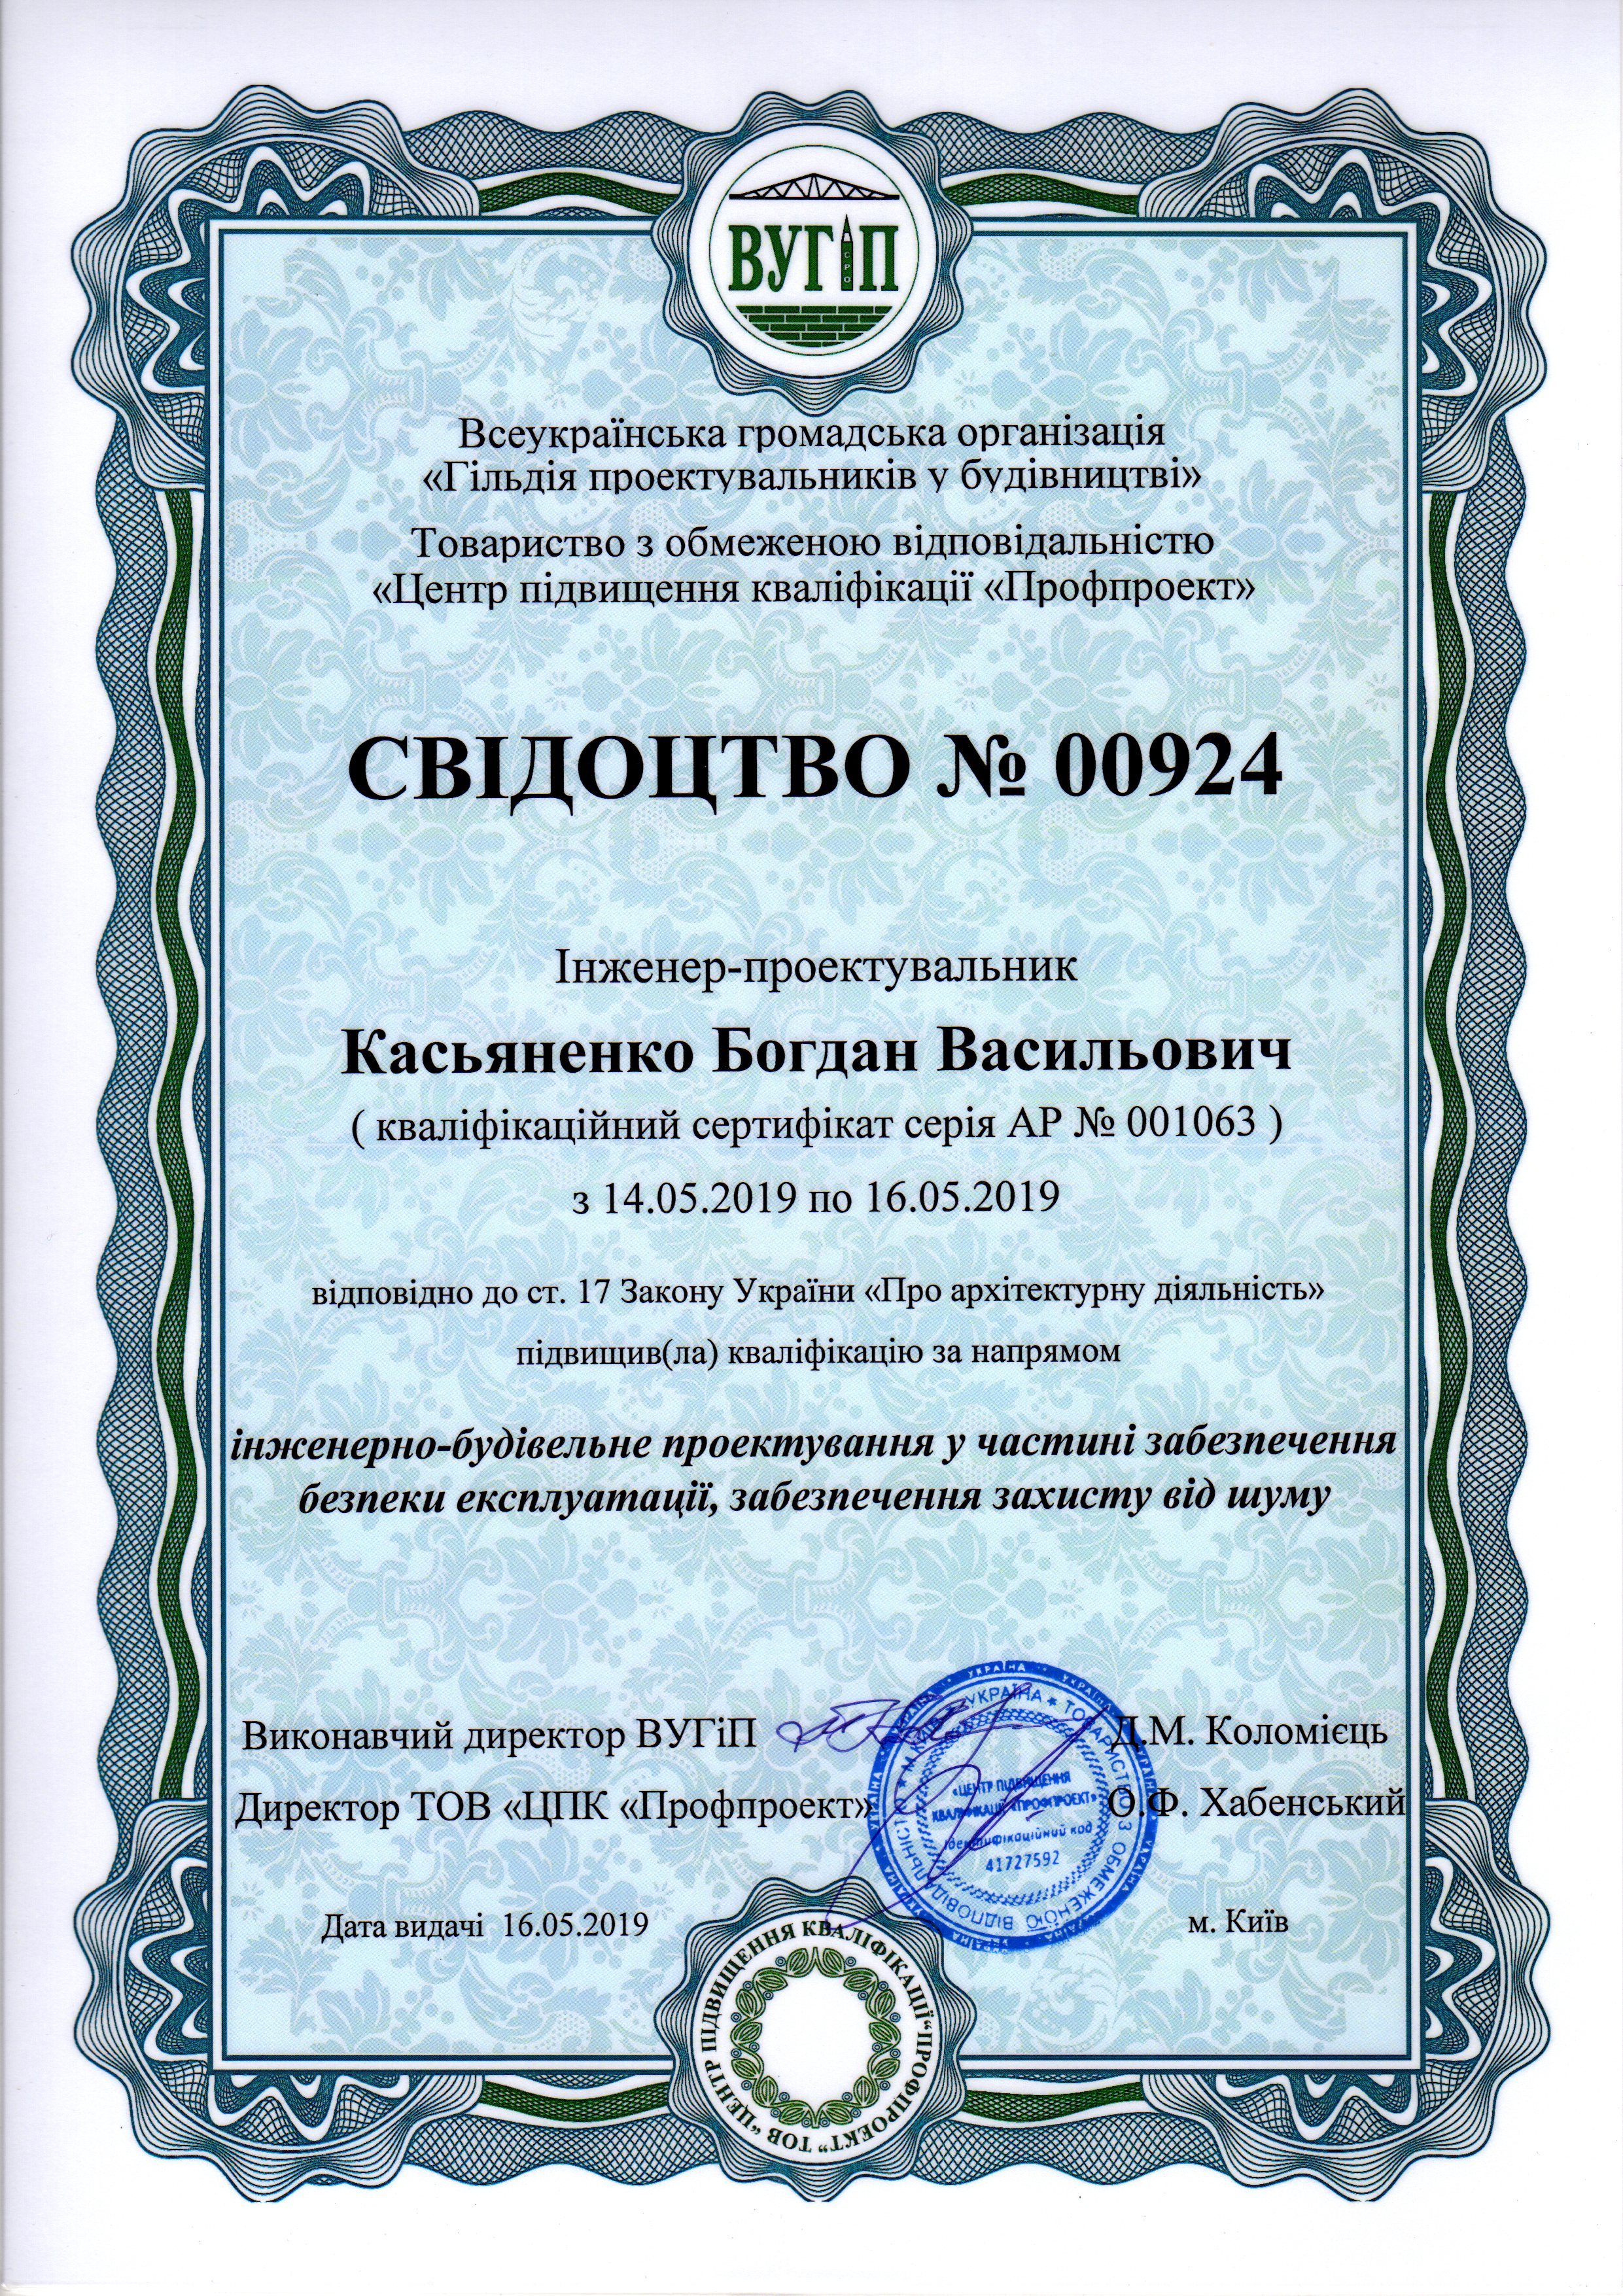 ВУГіП
СРО
Всеукраїнська громадська організація
«Гільдія проектувальників у будівництві»
Товариство з обмеженою відповідальністю
«Центр підвищення кваліфікації «Профпроект»
СВІДОЦТВО № 00924
Інженер-проектувальник
Касьяненко Богдан Васильович
( кваліфікаційний сертифікат серія АР № 001063 )
з 14.05.2019 по 16.05.2019
відповідно до ст. 17 Закону України «Про архітектурну діяльність»
підвищив(ла) кваліфікацію за напрямом
інженерно-будівельне проектування у частині забезпечення
безпеки експлуатації, забезпечення захисту від шуму
Виконавчий директор ВУГіП Д.М. Коломієць
Директор ТОВ «ЦПК «Профпроект» О.Ф. Хабенський
УКРАЇНА * ТОВАРИСТВО З ОБМЕЖЕНОЮ ВІДПОВІДАЛЬНІСТЮ
«ЦЕНТР ПІДВИЩЕННЯ
КВАЛІФІКАЦІЇ «ПРОФПРОЕКТ»
Ідентифікаційний код
41727592
Дата видачі 16.05.2019 м. Київ
ТОВ "ЦЕНТР ПІДВИЩЕННЯ КВАЛІФІКАЦІЇ "ПРОФПРОЕКТ"